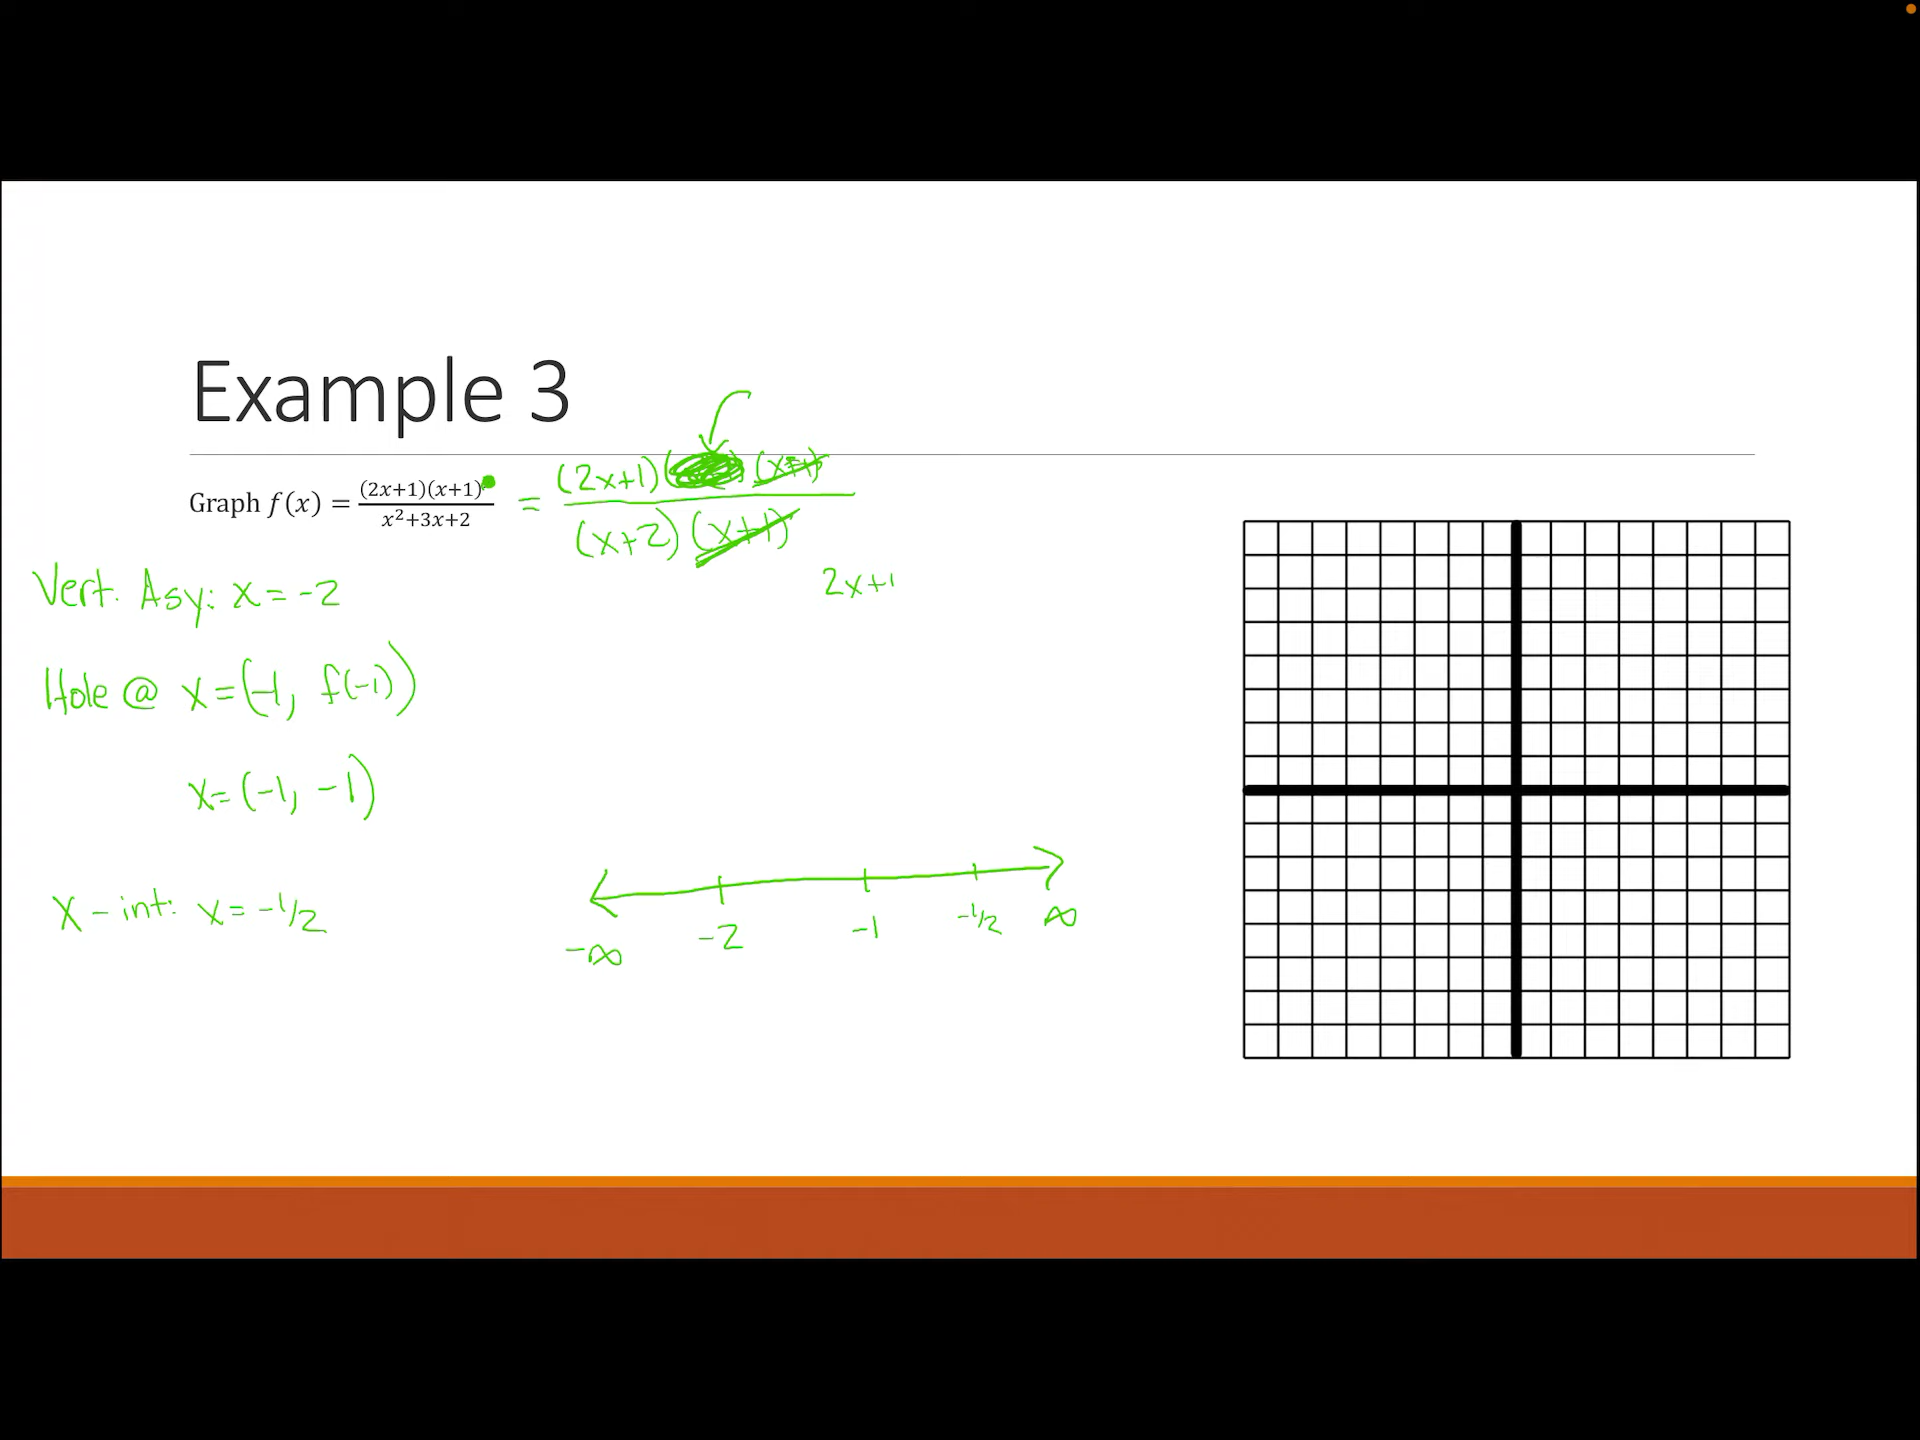 Example 3
Graph f(x) = (2x+1)(x+1) / x²+3x+2 = (2x+1)( ) (x+1) / (x+2) (x+1)
2x+1
Vert. Asy: x = -2
Hole @ x = (-1, f(-1))
x = (-1, -1)
X - int: x = -1/2
-∞ -2 -1 -1/2 ∞